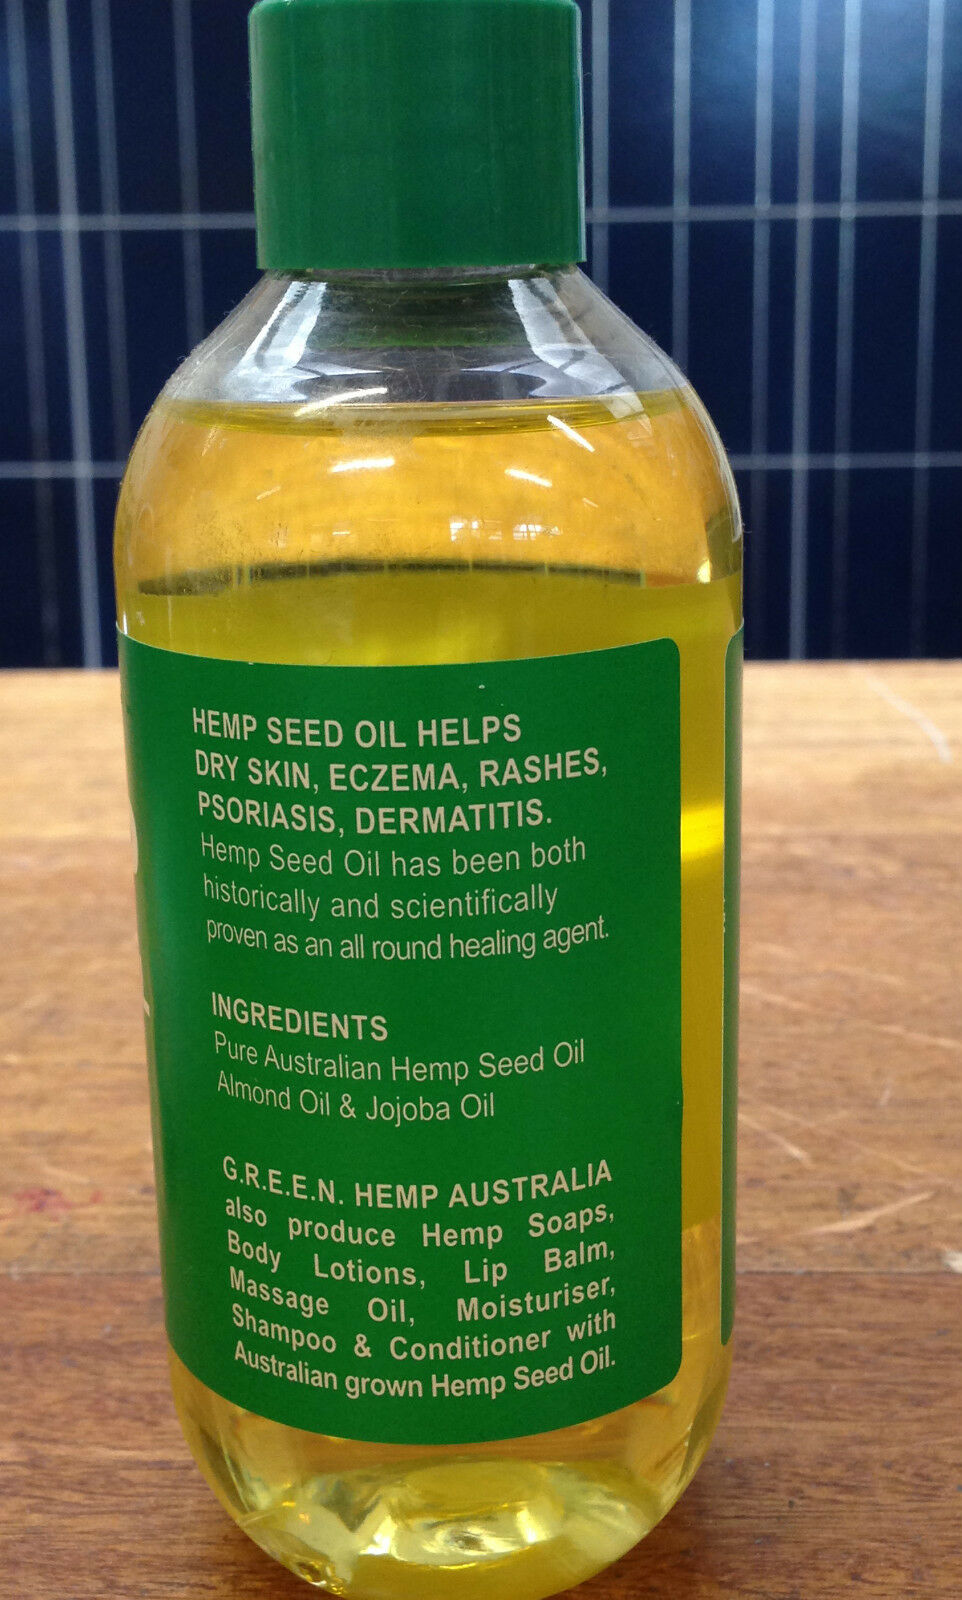 HEMP SEED OIL HELPS
DRY SKIN, ECZEMA, RASHES,
PSORIASIS, DERMATITIS.
Hemp Seed Oil has been both
historically and scientifically
proven as an all round healing agent.
INGREDIENTS
Pure Australian Hemp Seed Oil
Almond Oil & Jojoba Oil
G.R.E.E.N. HEMP AUSTRALIA
also produce Hemp Soaps,
Body Lotions, Lip Balm,
Massage Oil, Moisturiser,
Shampoo & Conditioner with
Australian grown Hemp Seed Oil.